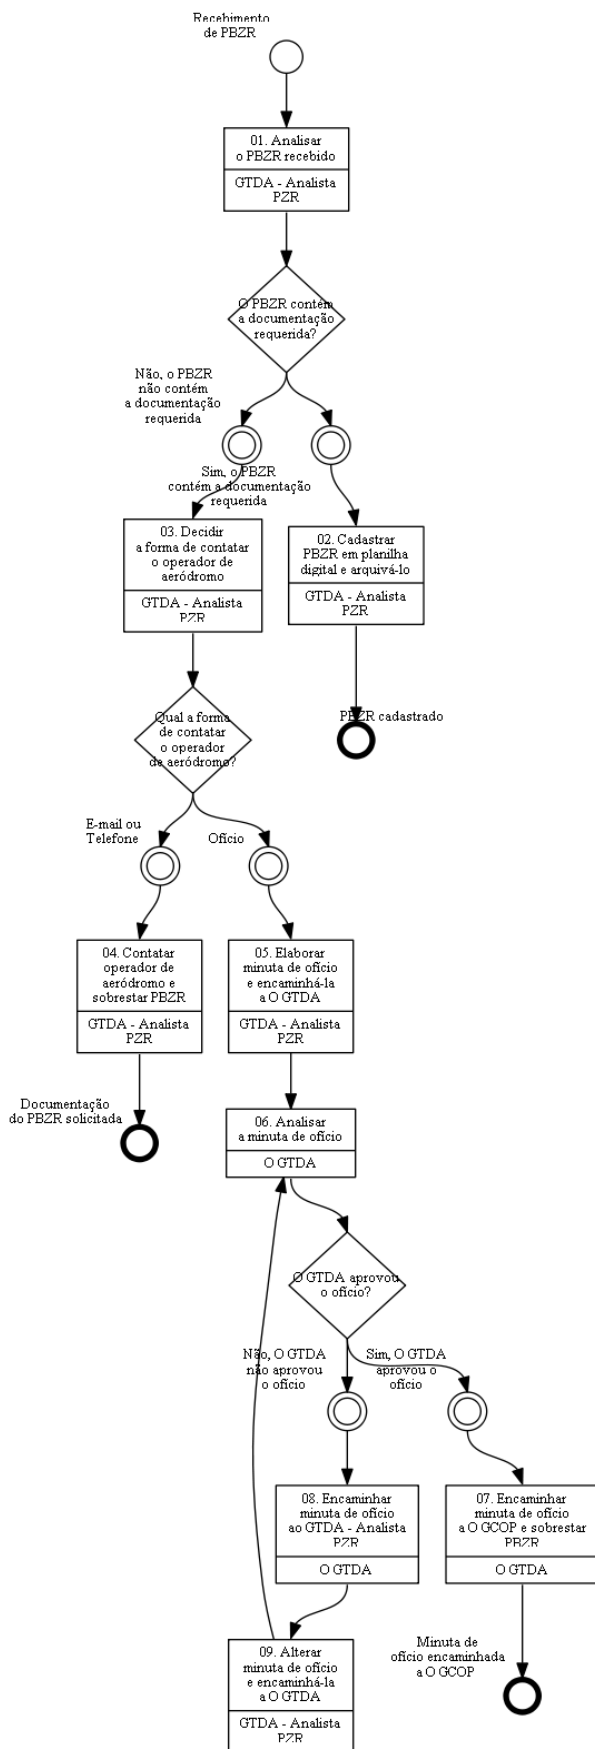 Recebimento
de PBZR
01. Analisar
o PBZR recebido
GTDA - Analista
PZR
O PBZR contém
a documentação
requerida?
Não, o PBZR
não contém
a documentação
requerida
Sim, o PBZR
contém a documentação
requerida
03. Decidir
a forma de contatar
o operador de
aeródromo
GTDA - Analista
PZR
02. Cadastrar
PBZR em planilha
digital e arquivá-lo
GTDA - Analista
PZR
PBZR cadastrado
Qual a forma
de contatar
o operador
de aeródromo?
E-mail ou
Telefone
Ofício
04. Contatar
operador de
aeródromo e
sobrestar PBZR
GTDA - Analista
PZR
05. Elaborar
minuta de ofício
e encaminhá-la
a O GTDA
GTDA - Analista
PZR
Documentação
do PBZR solicitada
06. Analisar
a minuta de ofício
O GTDA
O GTDA aprovou
o ofício?
Não, O GTDA
não aprovou
o ofício
Sim, O GTDA
aprovou o
ofício
08. Encaminhar
minuta de ofício
ao GTDA - Analista
PZR
O GTDA
07. Encaminhar
minuta de ofício
a O GCOP e sobrestar
PBZR
O GTDA
09. Alterar
minuta de ofício
e encaminhá-la
a O GTDA
GTDA - Analista
PZR
Minuta de
ofício encaminhada
a O GCOP